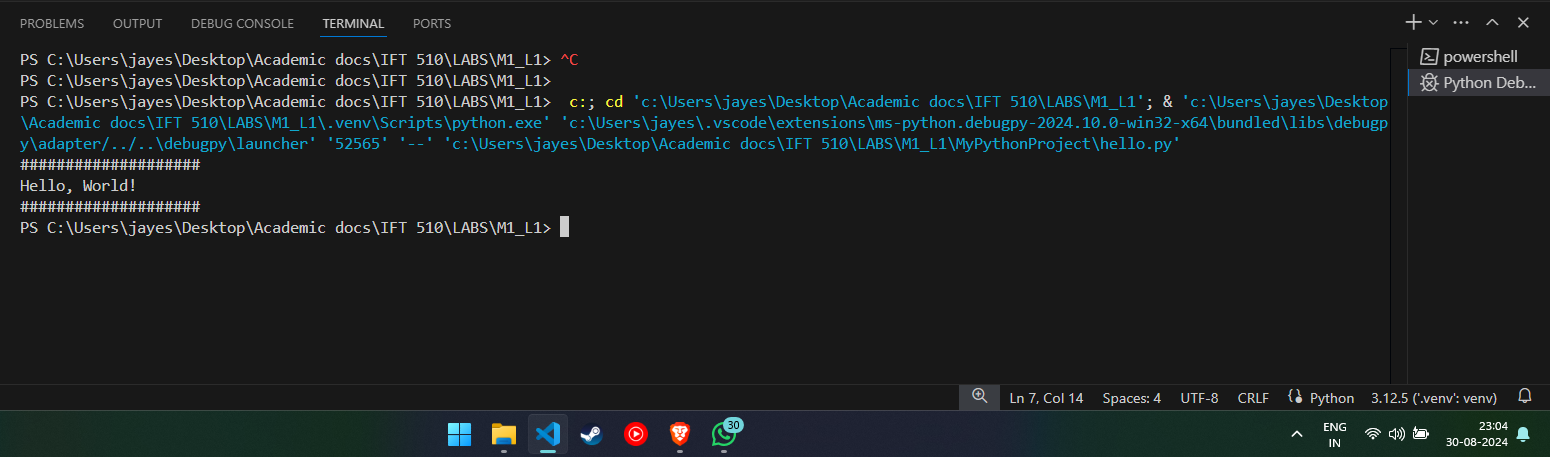 PROBLEMS OUTPUT DEBUG CONSOLE TERMINAL PORTS
PS C:\Users\jayes\Desktop\Academic docs\IFT 510\LABS\M1_L1> ^C
PS C:\Users\jayes\Desktop\Academic docs\IFT 510\LABS\M1_L1>
PS C:\Users\jayes\Desktop\Academic docs\IFT 510\LABS\M1_L1>  c:; cd 'c:\Users\jayes\Desktop\Academic docs\IFT 510\LABS\M1_L1'; & 'c:\Users\jayes\Desktop
\Academic docs\IFT 510\LABS\M1_L1\.venv\Scripts\python.exe' 'c:\Users\jayes\.vscode\extensions\ms-python.debugpy-2024.10.0-win32-x64\bundled\libs\debugp
y\adapter/../..\debugpy\launcher' '52565' '--' 'c:\Users\jayes\Desktop\Academic docs\IFT 510\LABS\M1_L1\MyPythonProject\hello.py'
####################
Hello, World!
####################
PS C:\Users\jayes\Desktop\Academic docs\IFT 510\LABS\M1_L1>
powershell
Python Deb...
Ln 7, Col 14 Spaces: 4 UTF-8 CRLF Python 3.12.5 ('.venv': venv)
30
ENG
IN
23:04
30-08-2024